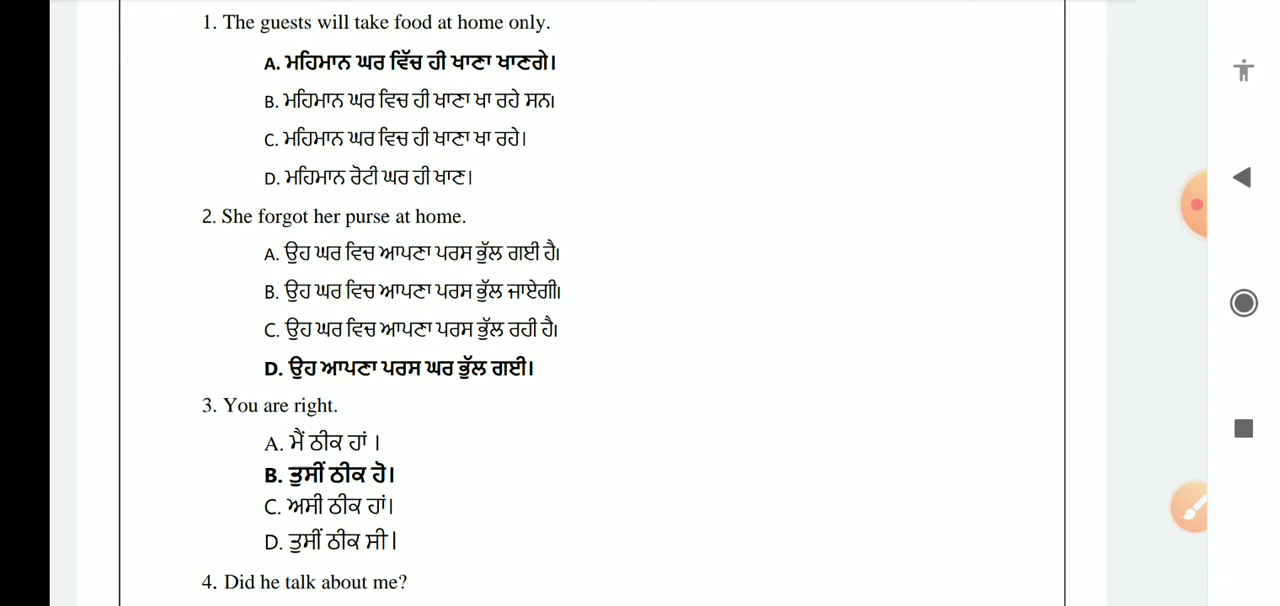 1. The guests will take food at home only.
A. ਮਹਿਮਾਨ ਘਰ ਵਿੱਚ ਹੀ ਖਾਣਾ ਖਾਣਗੇ।
B. ਮਹਿਮਾਨ ਘਰ ਵਿਚ ਹੀ ਖਾਣਾ ਖਾ ਰਹੇ ਸਨ।
C. ਮਹਿਮਾਨ ਘਰ ਵਿਚ ਹੀ ਖਾਣਾ ਖਾ ਰਹੇ।
D. ਮਹਿਮਾਨ ਰੋਟੀ ਘਰ ਹੀ ਖਾਣ।
2. She forgot her purse at home.
A. ਉਹ ਘਰ ਵਿਚ ਆਪਣਾ ਪਰਸ ਭੁੱਲ ਗਈ ਹੈ।
B. ਉਹ ਘਰ ਵਿਚ ਆਪਣਾ ਪਰਸ ਭੁੱਲ ਜਾਏਗੀ।
C. ਉਹ ਘਰ ਵਿਚ ਆਪਣਾ ਪਰਸ ਭੁੱਲ ਰਹੀ ਹੈ।
D. ਉਹ ਆਪਣਾ ਪਰਸ ਘਰ ਭੁੱਲ ਗਈ।
3. You are right.
A. ਮੈਂ ਠੀਕ ਹਾਂ ।
B. ਤੁਸੀਂ ਠੀਕ ਹੋ।
C. ਅਸੀ ਠੀਕ ਹਾਂ।
D. ਤੁਸੀਂ ਠੀਕ ਸੀ।
4. Did he talk about me?